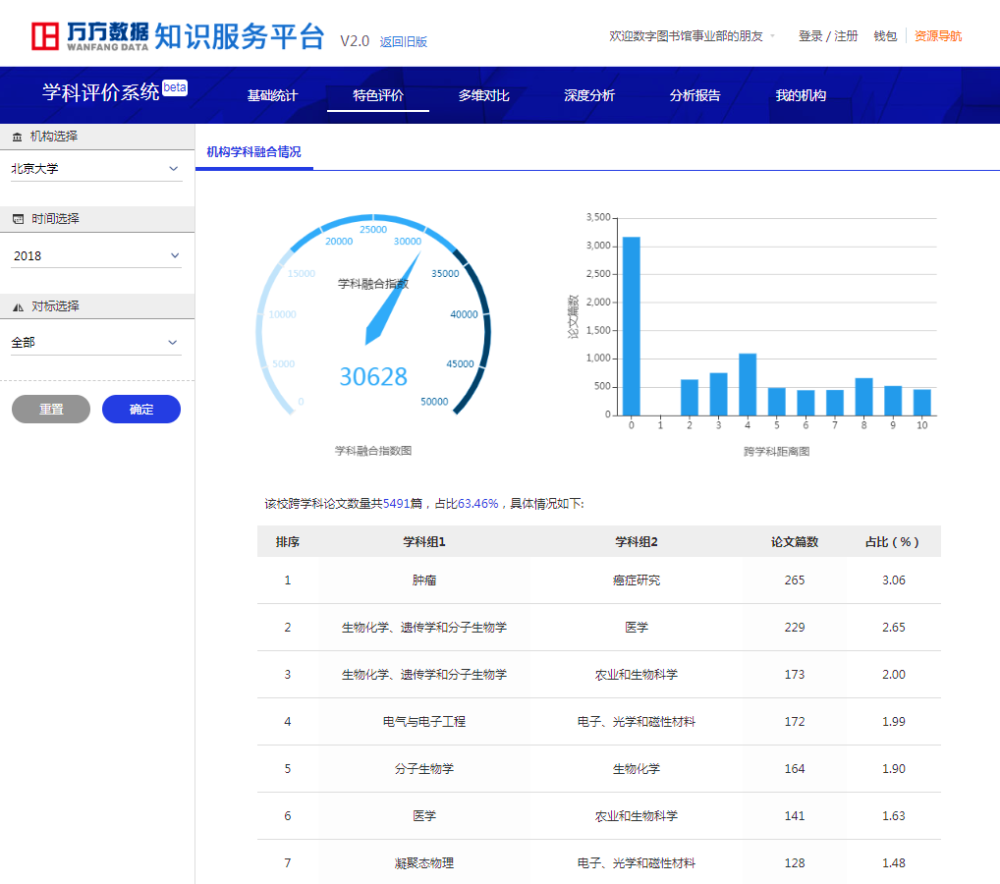 万方数据 WANFANG DATA 知识服务平台 V2.0 返回旧版 欢迎数字图书馆事业部的朋友 登录 / 注册 钱包 资源导航
学科评价系统 beta 基础统计 特色评价 多维对比 深度分析 分析报告 我的机构
机构选择
北京大学
时间选择
2018
对标选择
全部
重置 确定
机构学科融合情况
0
5000
10000
15000
20000
25000
30000
35000
40000
45000
50000
学科融合指数
30628
学科融合指数图
论文篇数
3,500
3,000
2,500
2,000
1,500
1,000
500
0
0 1 2 3 4 5 6 7 8 9 10
跨学科距离图
该校跨学科论文数量共5491篇，占比63.46%，具体情况如下:
排序 学科组1 学科组2 论文篇数 占比（％）
1 肿瘤 癌症研究 265 3.06
2 生物化学、遗传学和分子生物学 医学 229 2.65
3 生物化学、遗传学和分子生物学 农业和生物科学 173 2.00
4 电气与电子工程 电子、光学和磁性材料 172 1.99
5 分子生物学 生物化学 164 1.90
6 医学 农业和生物科学 141 1.63
7 凝聚态物理 电子、光学和磁性材料 128 1.48